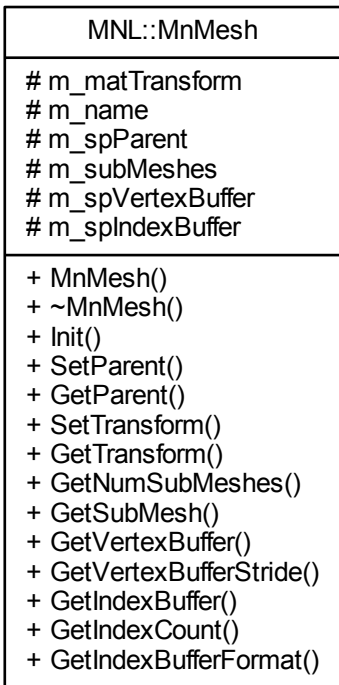 MNL::MnMesh
# m_matTransform
# m_name
# m_spParent
# m_subMeshes
# m_spVertexBuffer
# m_spIndexBuffer
+ MnMesh()
+ ~MnMesh()
+ Init()
+ SetParent()
+ GetParent()
+ SetTransform()
+ GetTransform()
+ GetNumSubMeshes()
+ GetSubMesh()
+ GetVertexBuffer()
+ GetVertexBufferStride()
+ GetIndexBuffer()
+ GetIndexCount()
+ GetIndexBufferFormat()